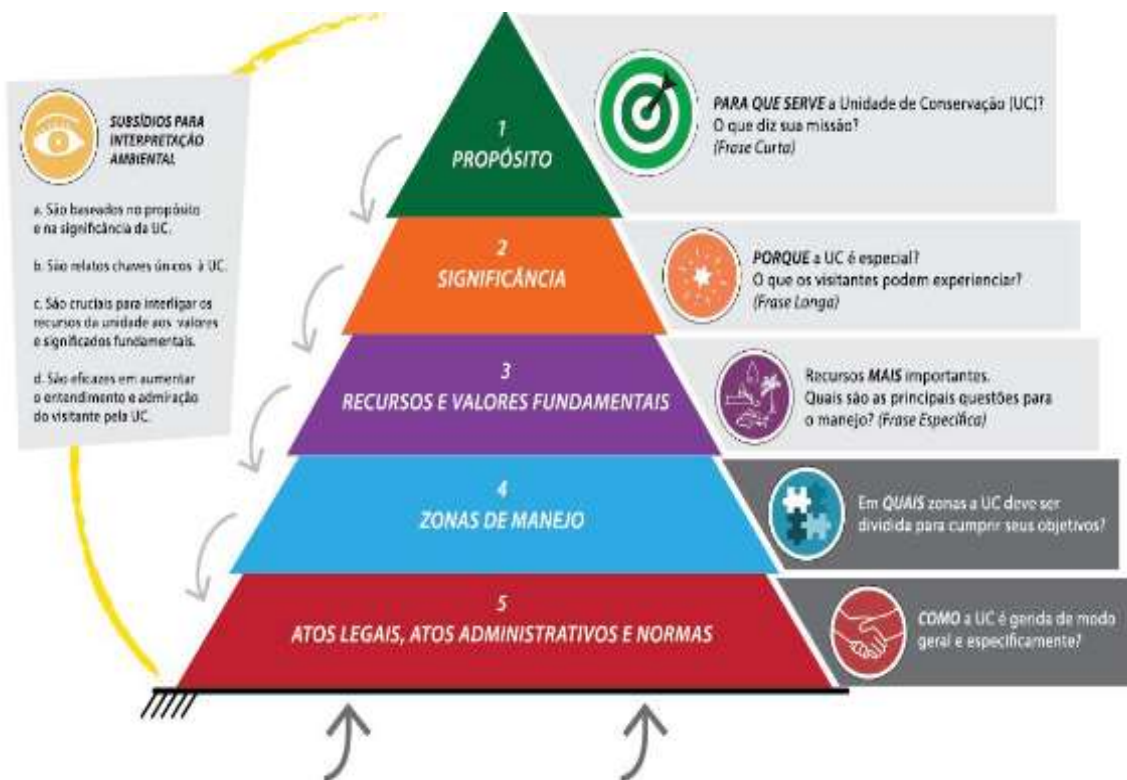 SUBSÍDIOS PARA
INTERPRETAÇÃO
AMBIENTAL
a. São baseados no propósito
e na significância da UC.
b. São relatos chaves únicos à UC.
c. São cruciais para interligar os
recursos da unidade aos valores
e significados fundamentais.
d. São eficazes em aumentar
o entendimento e admiração
do visitante pela UC.
1
PROPÓSITO
PARA QUE SERVE a Unidade de Conservação (UC)?
O que diz sua missão?
(Frase Curta)
2
SIGNIFICÂNCIA
PORQUE a UC é especial?
O que os visitantes podem experienciar?
(Frase Longa)
3
RECURSOS E VALORES FUNDAMENTAIS
Recursos MAIS importantes.
Quais são as principais questões para
o manejo? (Frase Específica)
4
ZONAS DE MANEJO
Em QUAIS zonas a UC deve ser
dividida para cumprir seus objetivos?
5
ATOS LEGAIS, ATOS ADMINISTRATIVOS E NORMAS
COMO a UC é gerida de modo
geral e especificamente?